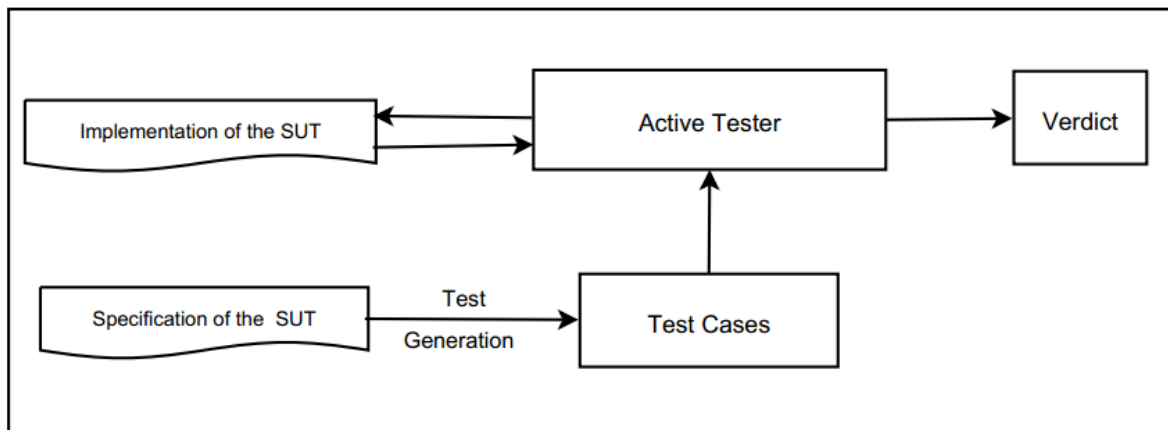 Implementation of the SUT
Active Tester
Verdict
Specification of the SUT
Test
Generation
Test Cases